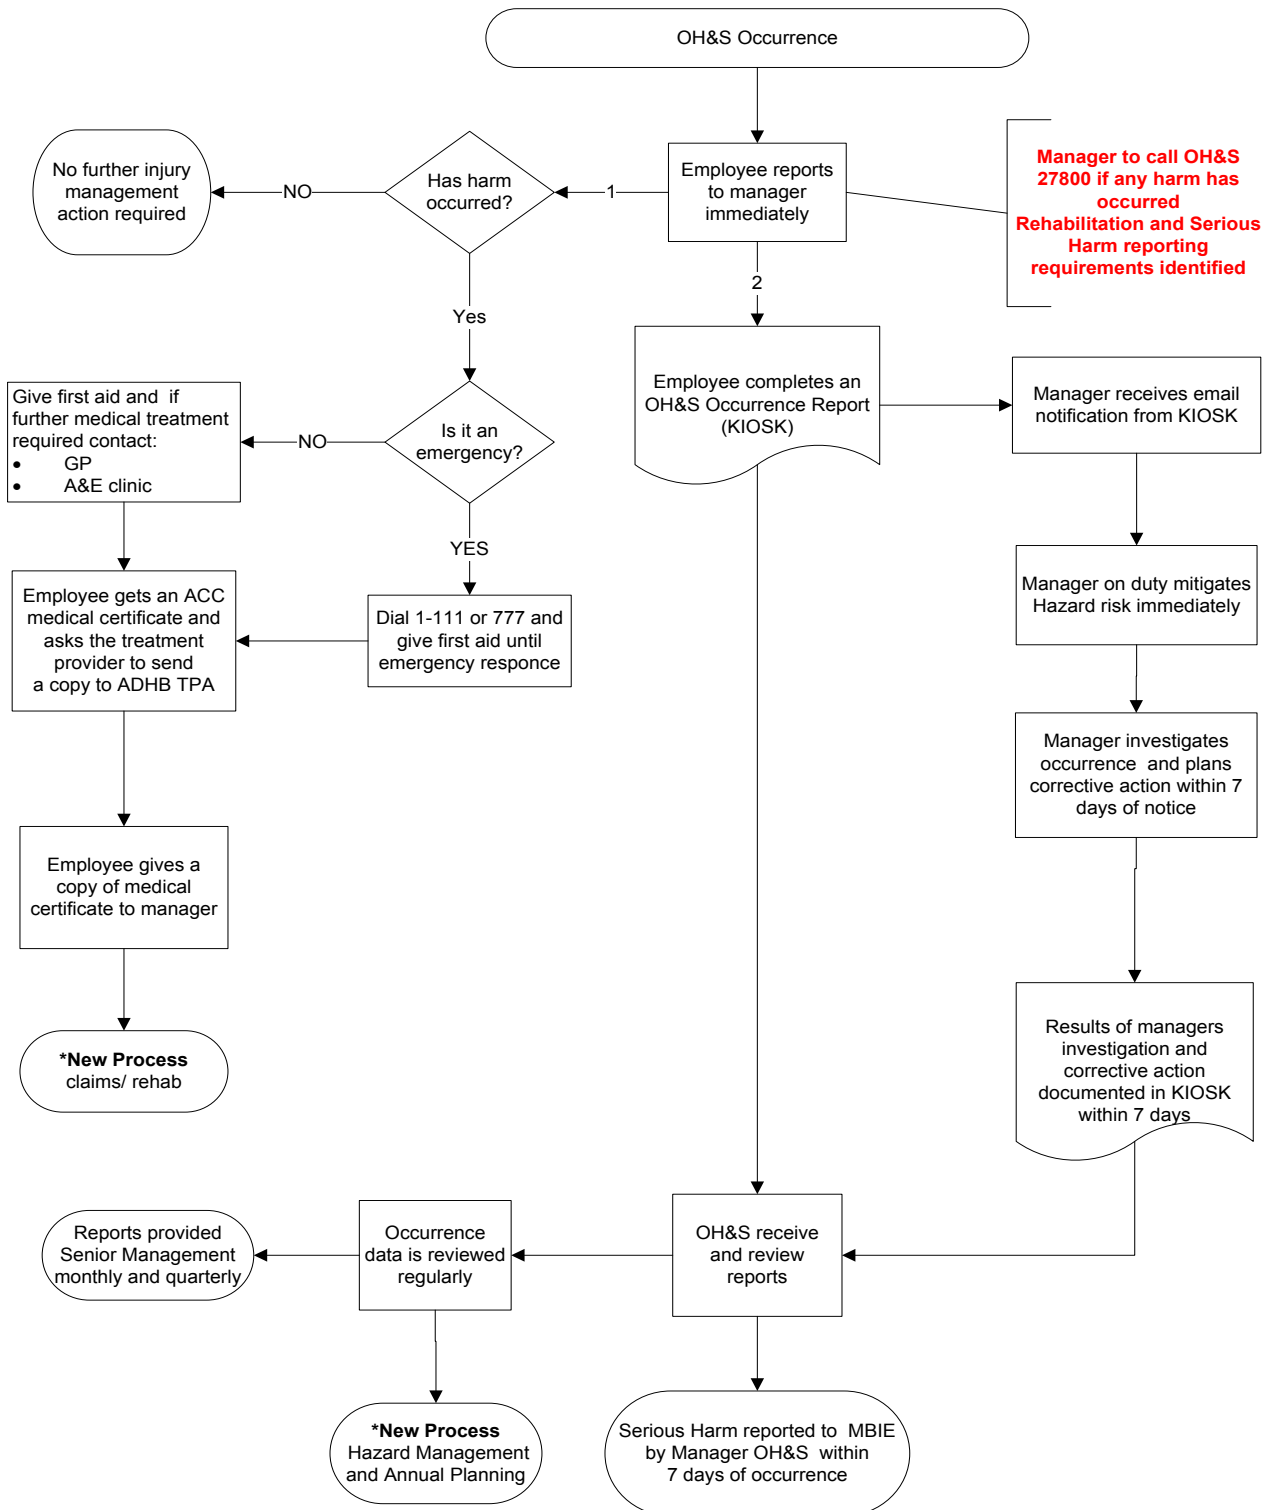 OH&S Occurrence
No further injury
management
action required
NO
Has harm
occurred?
1
Employee reports
to manager
immediately
Manager to call OH&S
27800 if any harm has
occurred
Rehabilitation and Serious
Harm reporting
requirements identified
2
Yes
Give first aid and  if
further medical treatment
required contact:
• GP
• A&E clinic
NO
Is it an
emergency?
Employee completes an
OH&S Occurrence Report
(KIOSK)
Manager receives email
notification from KIOSK
YES
Employee gets an ACC
medical certificate and
asks the treatment
provider to send
a copy to ADHB TPA
Dial 1-111 or 777 and
give first aid until
emergency responce
Manager on duty mitigates
Hazard risk immediately
Manager investigates
occurrence  and plans
corrective action within 7
days of notice
Employee gives a
copy of medical
certificate to manager
*New Process
claims/ rehab
Results of managers
investigation and
corrective action
documented in KIOSK
within 7 days
Reports provided
Senior Management
monthly and quarterly
Occurrence
data is reviewed
regularly
OH&S receive
and review
reports
*New Process
Hazard Management
and Annual Planning
Serious Harm reported to  MBIE
by Manager OH&S  within
7 days of occurrence